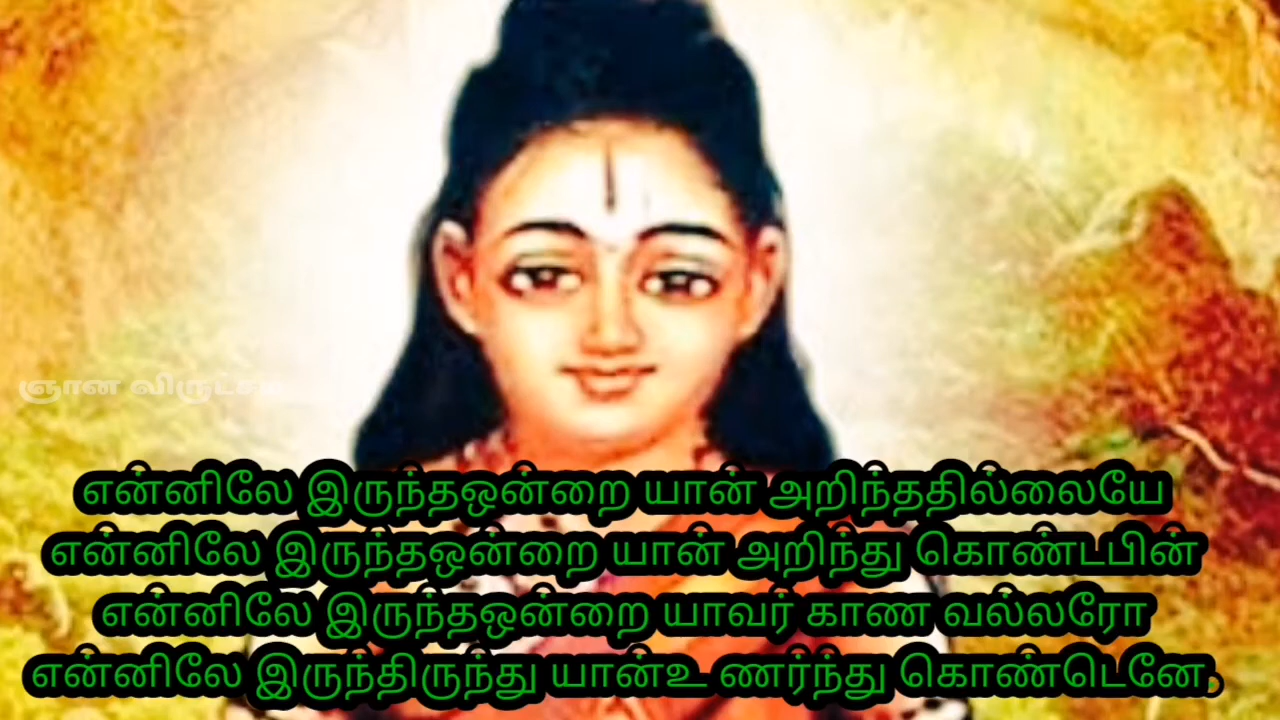 ஞான
என்னிலே இருந்தஒன்றை யான் அறிந்ததில்லையே
என்னிலே இருந்தஒன்றை யான் அறிந்து கொண்டபின்
என்னிலே இருந்தஒன்றை யாவர் காண வல்லரோ
என்னிலே இருந்திருந்து யான்உ ணர்ந்து கொண்டெனே.